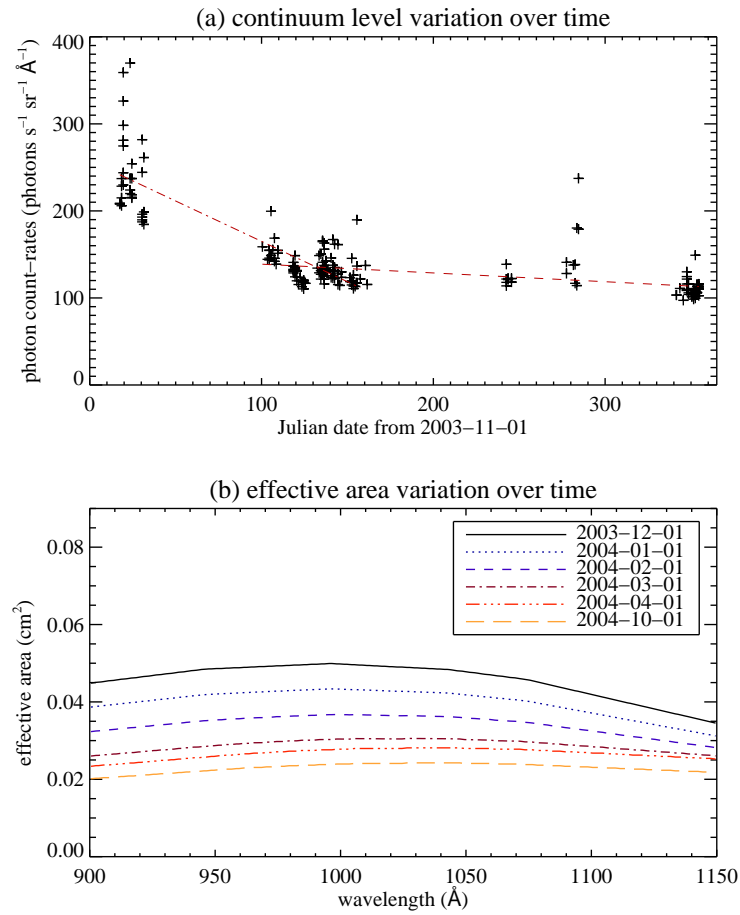 (a) continuum level variation over time
photon count–rates (photons s⁻¹ sr⁻¹ Å⁻¹)
400
300
200
100
0
0 100 200 300
Julian date from 2003–11–01
(b) effective area variation over time
effective area (cm²)
0.08
0.06
0.04
0.02
0.00
2003–12–01
2004–01–01
2004–02–01
2004–03–01
2004–04–01
2004–10–01
900 950 1000 1050 1100 1150
wavelength (Å)